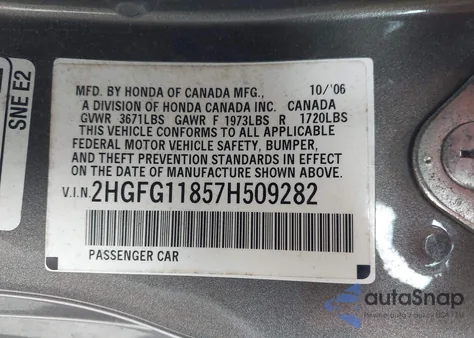 SNE E2
MFD. BY HONDA OF CANADA MFG., 10/'06
A DIVISION OF HONDA CANADA INC. CANADA
GVWR 3671LBS GAWR F 1973LBS R 1720LBS
THIS VEHICLE CONFORMS TO ALL APPLICABLE
FEDERAL MOTOR VEHICLE SAFETY, BUMPER,
AND THEFT PREVENTION STANDARDS IN EFFECT
ON THE DATE OF MANUFACTURE SHOWN ABOVE.
V.I.N. 2HGFG11857H509282
PASSENGER CAR
autoSnap